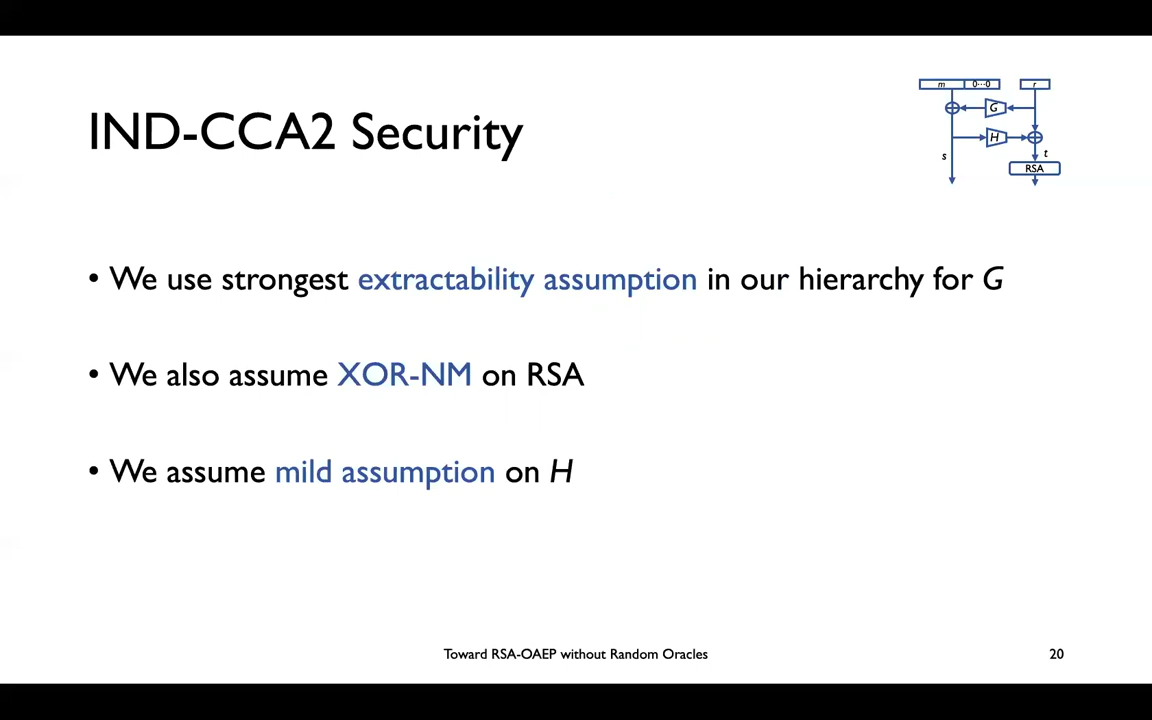 m 0···0 r
IND-CCA2 Security
G
H
s
t
RSA
• We use strongest extractability assumption in our hierarchy for G
• We also assume XOR-NM on RSA
• We assume mild assumption on H
Toward RSA-OAEP without Random Oracles
20